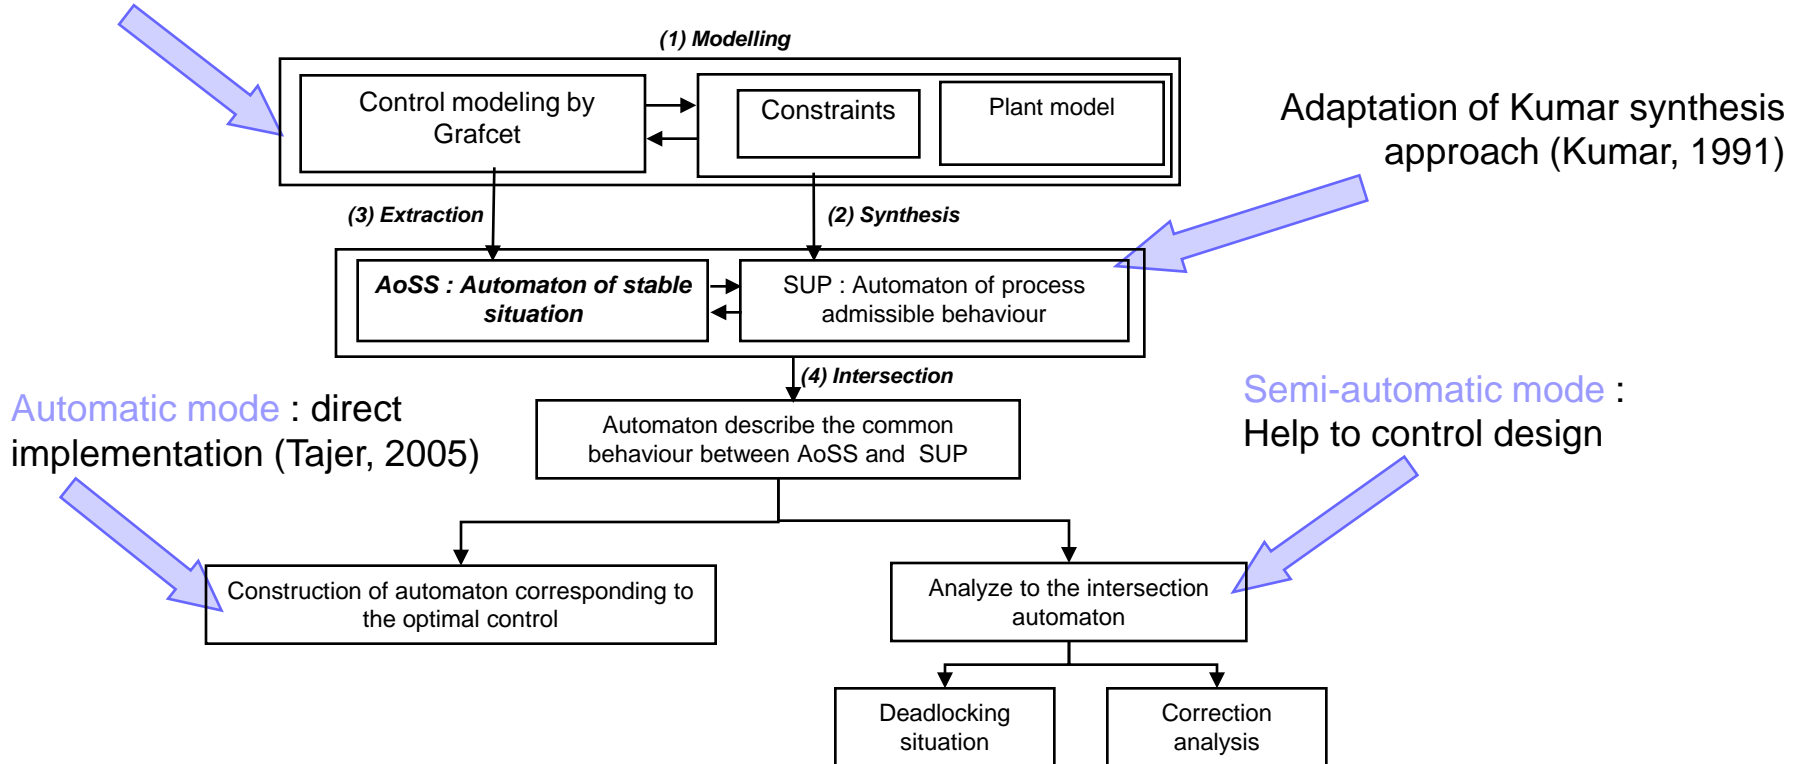 (1) Modelling
Control modeling by
Grafcet
Constraints
Plant model
Adaptation of Kumar synthesis
approach (Kumar, 1991)
(3) Extraction
(2) Synthesis
AoSS : Automaton of stable
situation
SUP : Automaton of process
admissible behaviour
(4) Intersection
Automatic mode : direct
implementation (Tajer, 2005)
Semi-automatic mode :
Help to control design
Automaton describe the common
behaviour between AoSS and SUP
Construction of automaton corresponding to
the optimal control
Analyze to the intersection
automaton
Deadlocking
situation
Correction
analysis